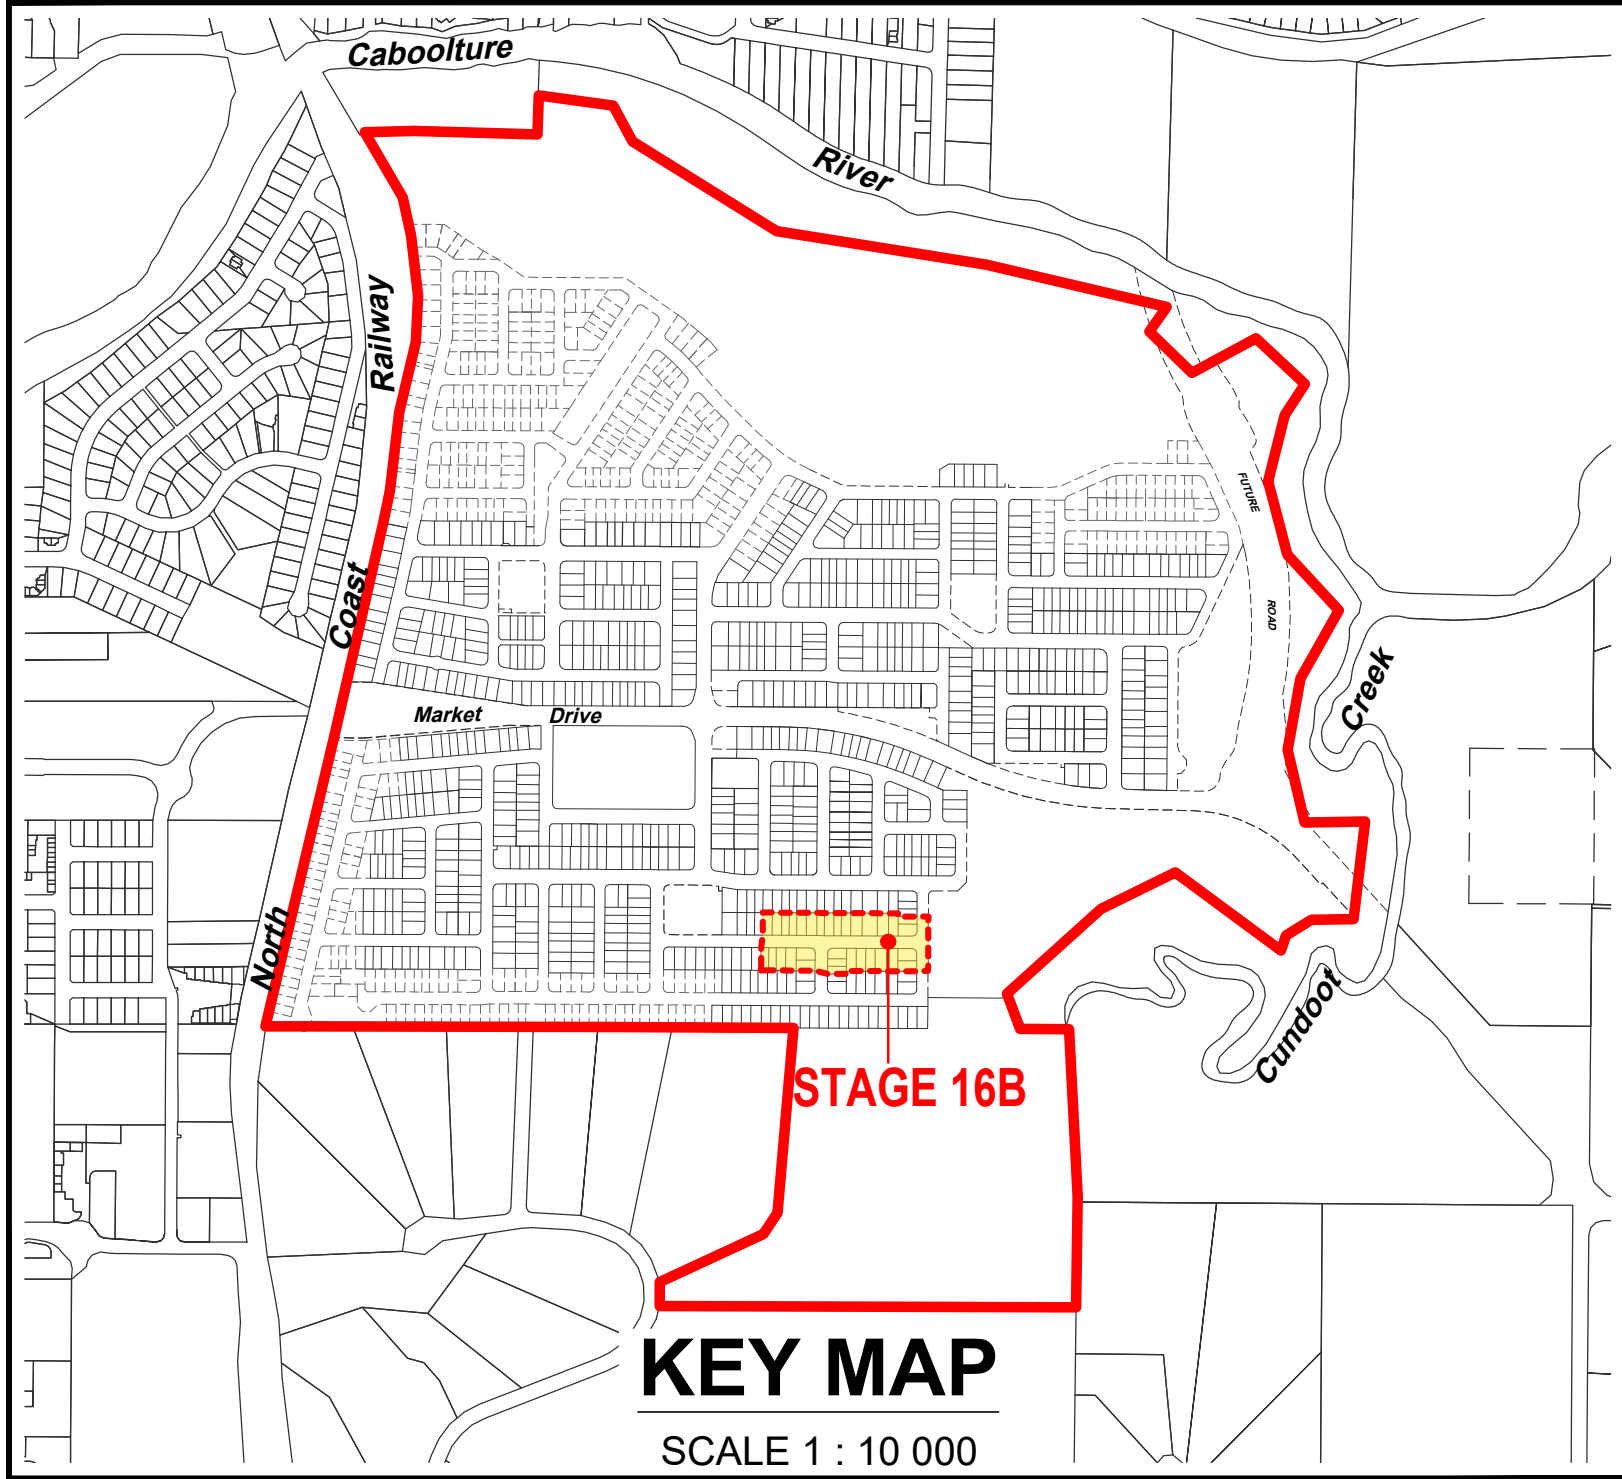 Caboolture
River
Railway
Coast
North
Market Drive
FUTURE
ROAD
Creek
Cundoot
STAGE 16B
KEY MAP
SCALE 1 : 10 000